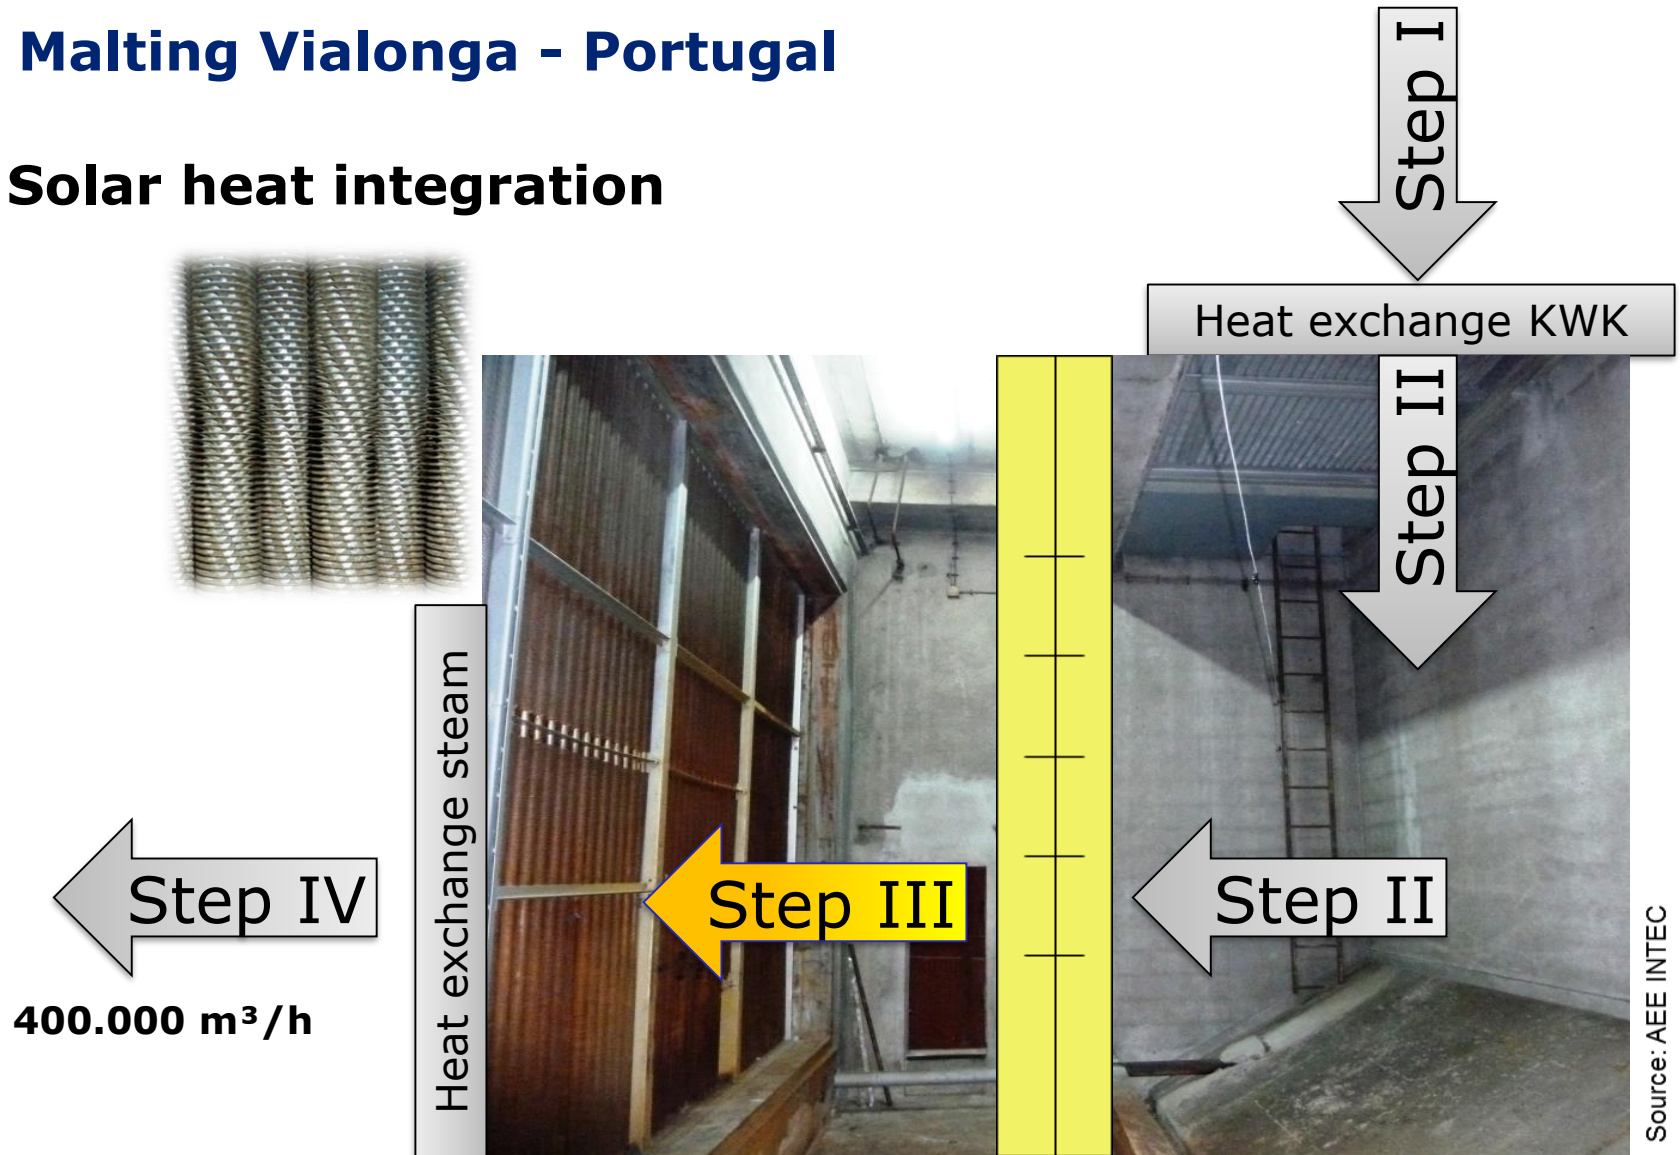 Malting Vialonga - Portugal
Solar heat integration
Step I
Heat exchange KWK
Step II
Heat exchange steam
Step IV
Step III
Step II
400.000 m³/h
Source: AEE INTEC